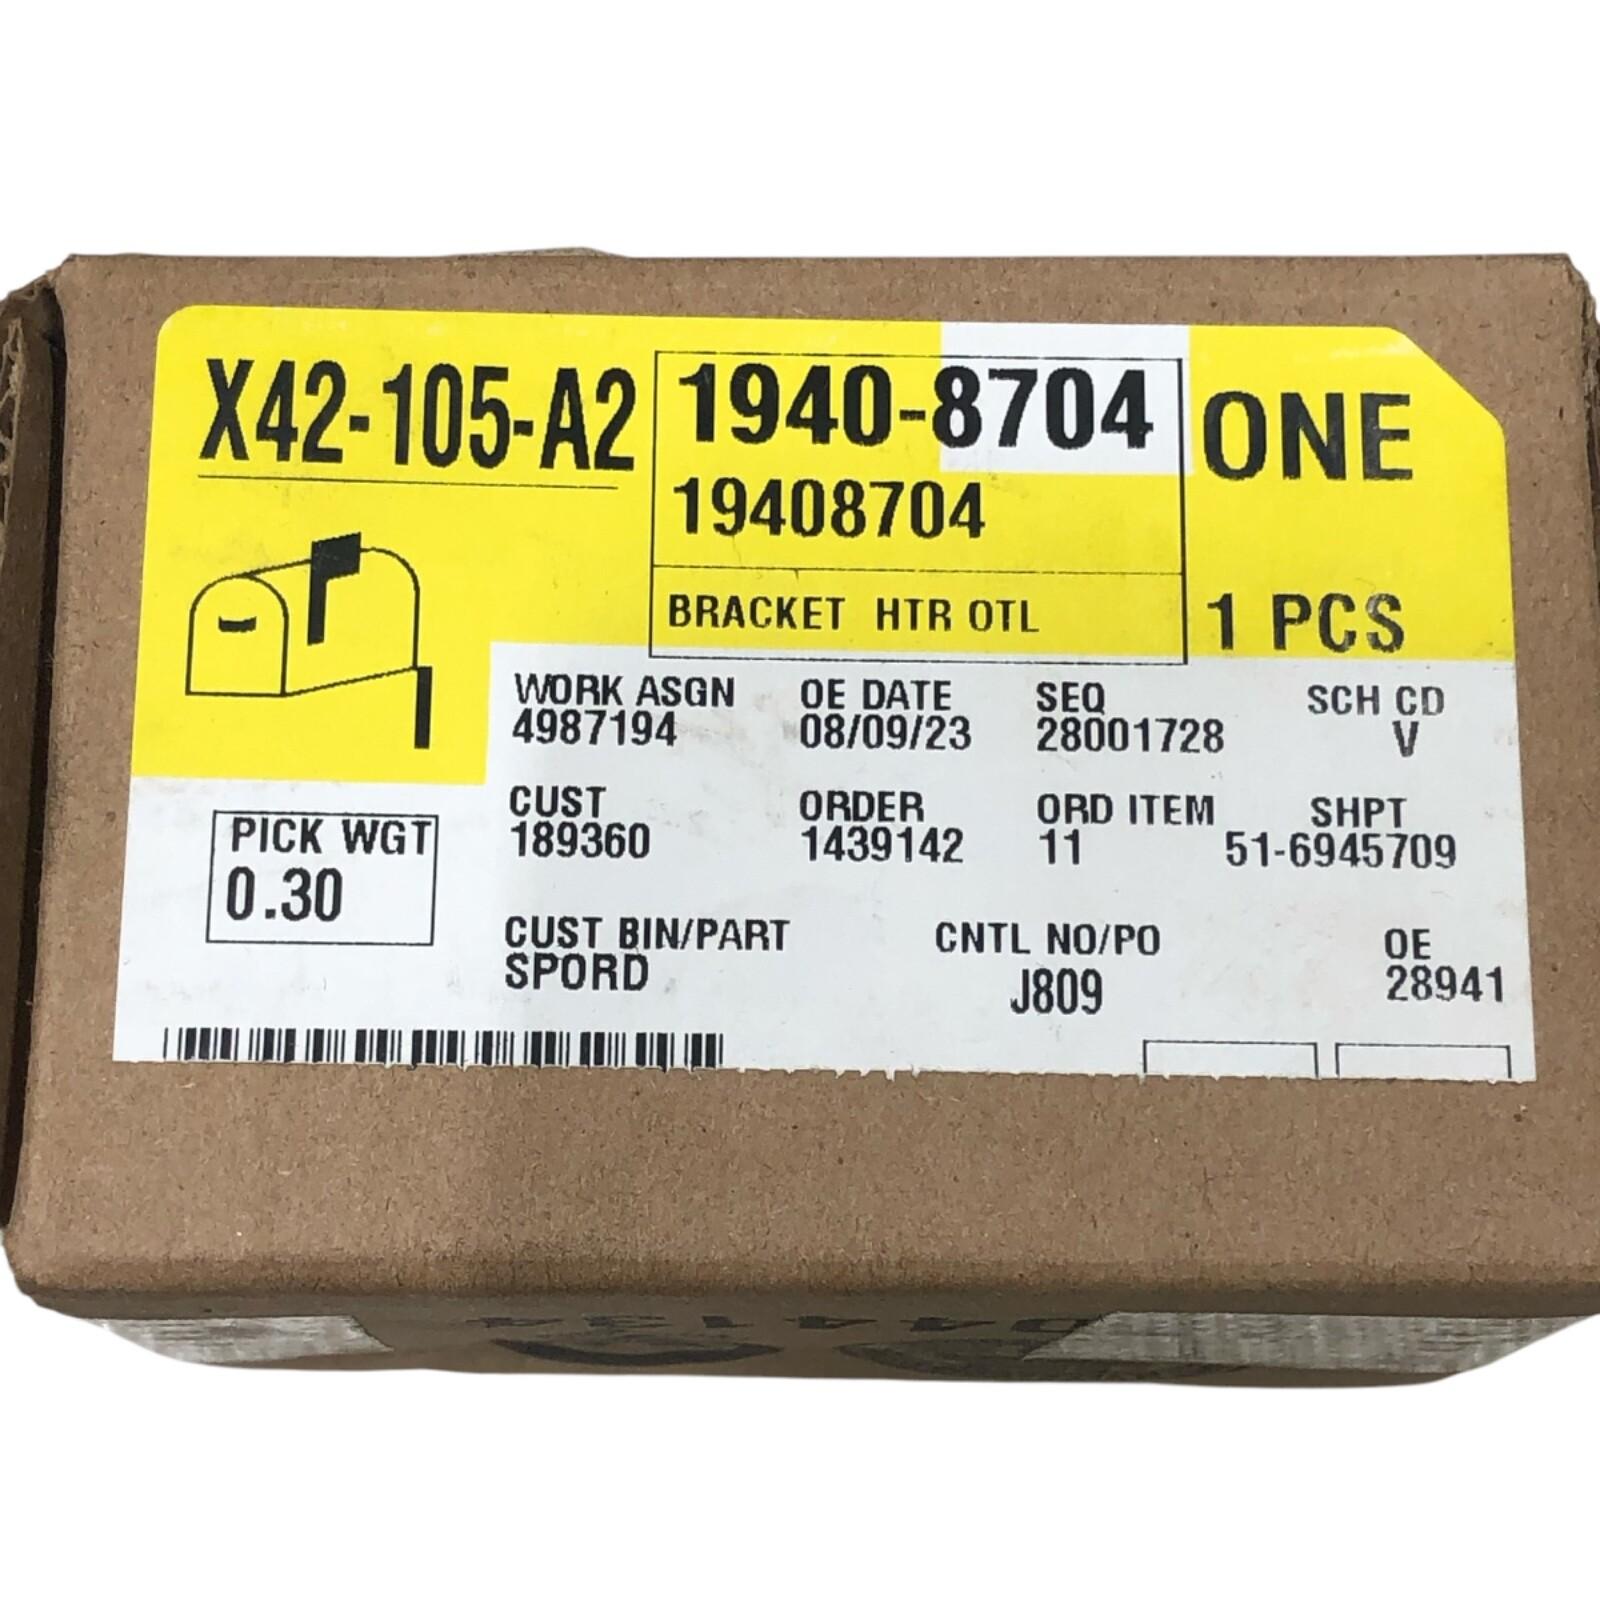 X42-105-A2
1940-8704
19408704
BRACKET HTR OTL
ONE
1 PCS
WORK ASGN OE DATE SEQ SCH CD
4987194 08/09/23 28001728 V
CUST ORDER ORD ITEM SHPT
189360 1439142 11 51-6945709
PICK WGT
0.30
CUST BIN/PART CNTL NO/PO OE
SPORD J809 28941